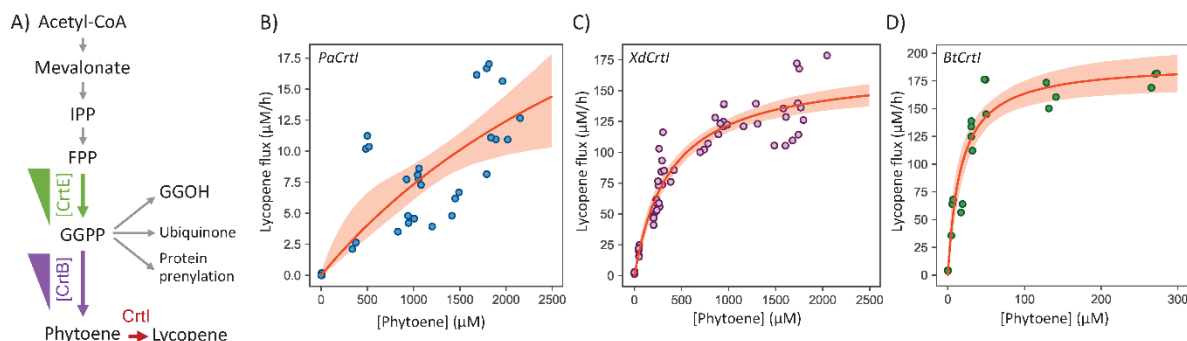 A)
Acetyl-CoA
Mevalonate
IPP
FPP
[CrtE]
GGPP
GGOH
Ubiquinone
Protein
prenylation
[CrtB]
Phytoene
CrtI
Lycopene
B)
PaCrtI
Lycopene flux (μM/h)
17.5
15.0
12.5
10.0
7.5
5.0
2.5
0.0
0 500 1000 1500 2000 2500
[Phytoene] (μM)
C)
XdCrtI
Lycopene flux (μM/h)
175
150
125
100
75
50
25
0
0 500 1000 1500 2000 2500
[Phytoene] (μM)
D)
BtCrtI
Lycopene flux (μM/h)
200
175
150
125
100
75
50
25
0
0 100 200 300
[Phytoene] (μM)